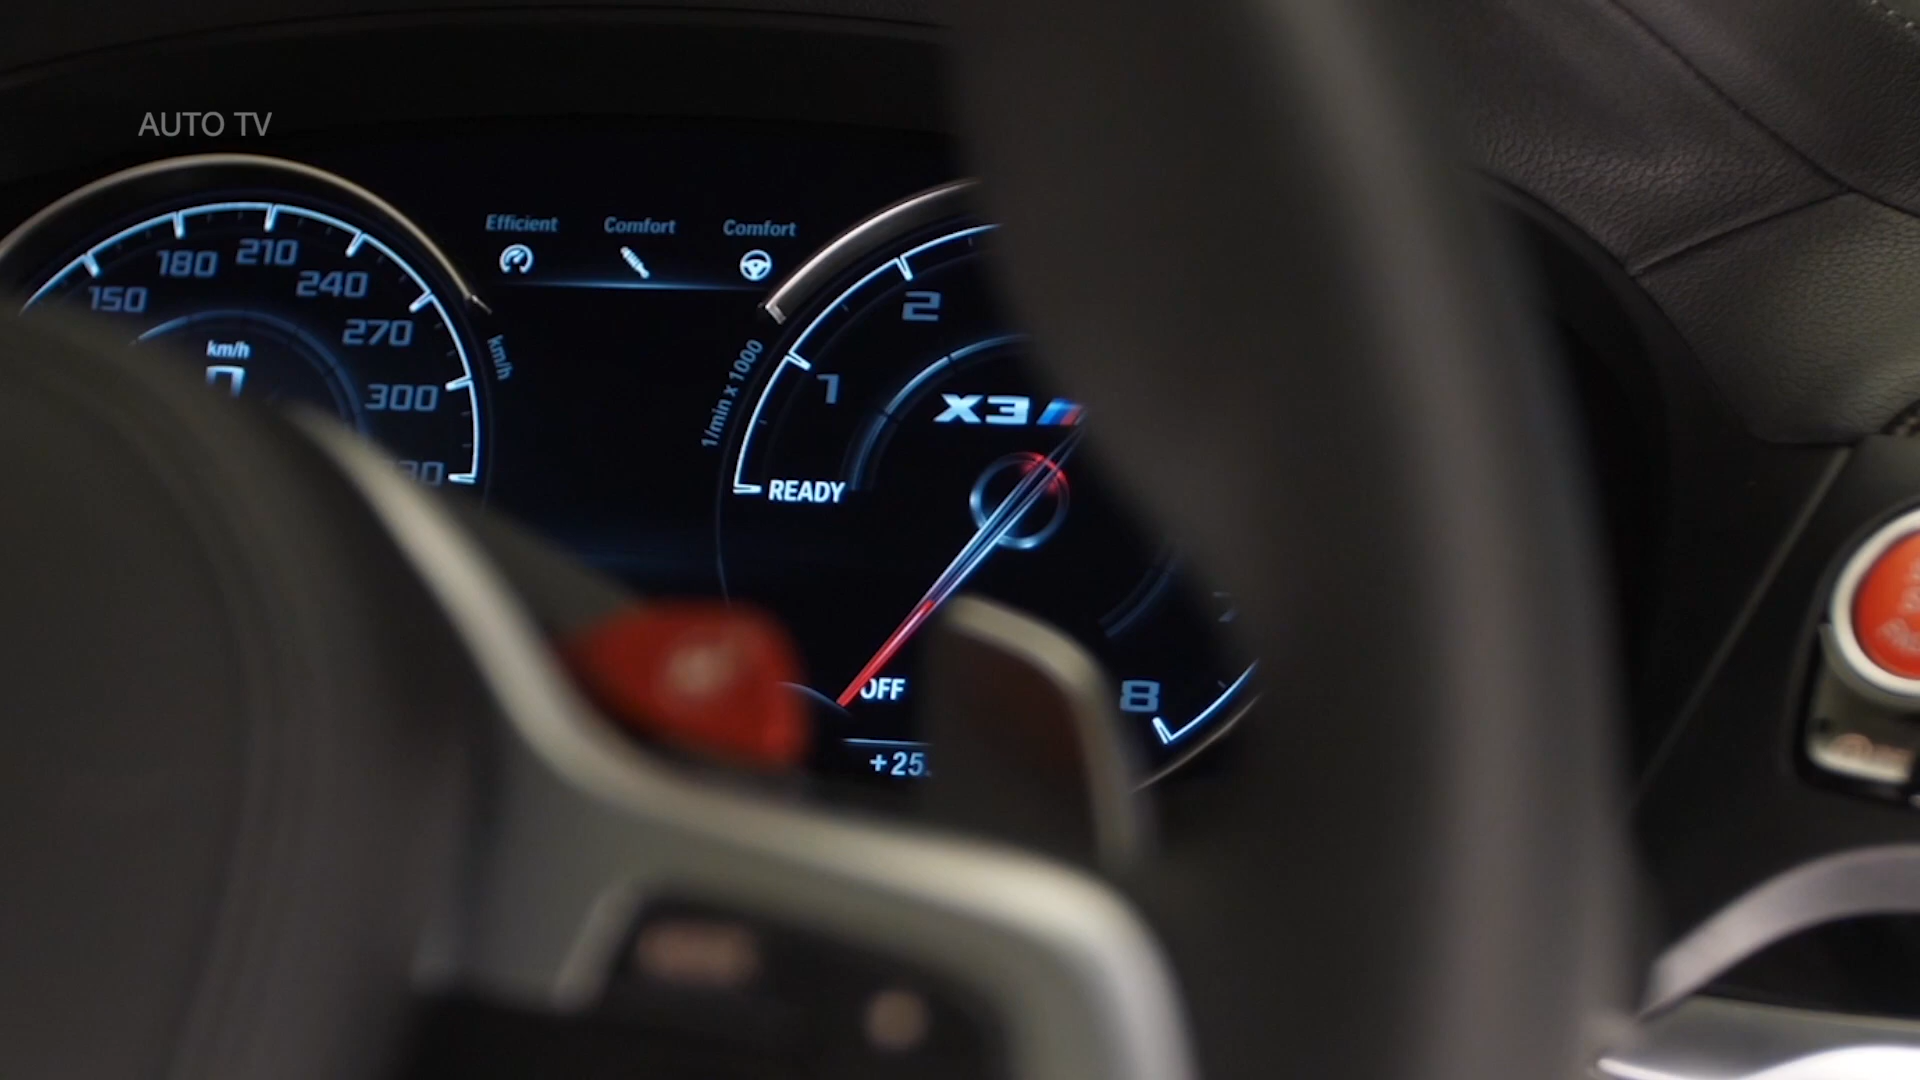 AUTO TV
Efficient Comfort Comfort
150 180 210 240 270 300
km/h
km/h
1/min x 1000
1 2
X3
READY
OFF
8
+25.